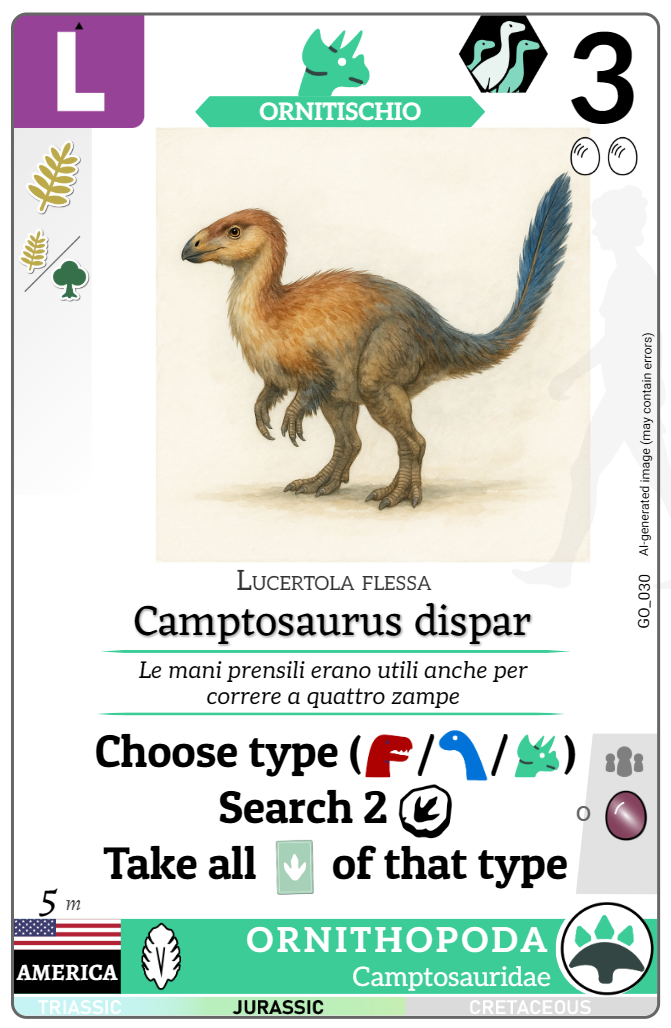 L
3
ORNITISCHIO
AI-generated image (may contain errors)
GO_030
Lucertola flessa
Camptosaurus dispar
Le mani prensili erano utili anche per
correre a quattro zampe
Choose type ( / / )
Search 2
o
Take all of that type
5 m
AMERICA
ORNITHOPODA
Camptosauridae
TRIASSIC JURASSIC CRETACEOUS